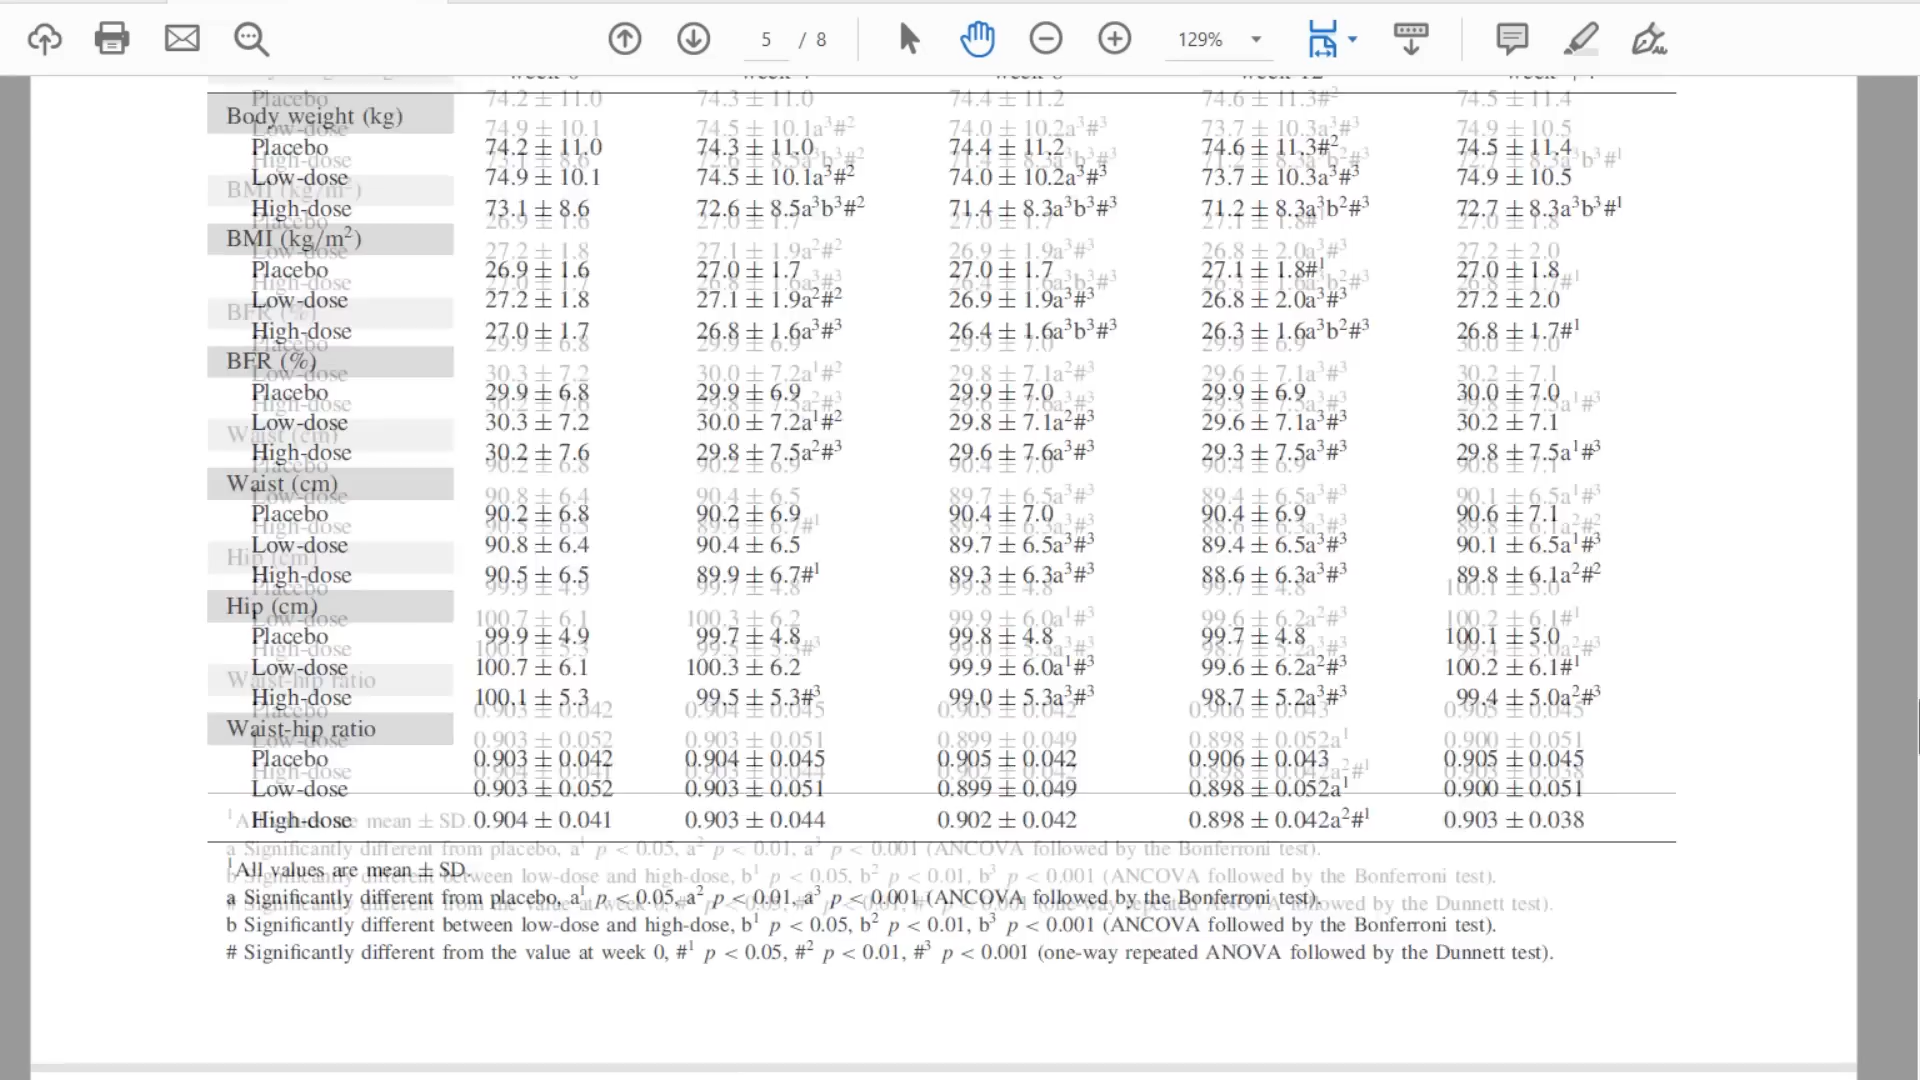 5 / 8 129%
Body weight (kg)
Placebo 74.2 ± 11.0 74.3 ± 11.0 74.4 ± 11.2 74.6 ± 11.3#² 74.5 ± 11.4
Low-dose 74.9 ± 10.1 74.5 ± 10.1a³#² 74.0 ± 10.2a³#³ 73.7 ± 10.3a³#³ 74.9 ± 10.5
High-dose 73.1 ± 8.6 72.6 ± 8.5a³b³#² 71.4 ± 8.3a³b³#³ 71.2 ± 8.3a³b²#³ 72.7 ± 8.3a³b³#¹
BMI (kg/m²)
Placebo 26.9 ± 1.6 27.0 ± 1.7 27.0 ± 1.7 27.1 ± 1.8#¹ 27.0 ± 1.8
Low-dose 27.2 ± 1.8 27.1 ± 1.9a²#² 26.9 ± 1.9a³#³ 26.8 ± 2.0a³#³ 27.2 ± 2.0
High-dose 27.0 ± 1.7 26.8 ± 1.6a³#³ 26.4 ± 1.6a³b³#³ 26.3 ± 1.6a³b²#³ 26.8 ± 1.7#¹
BFR (%)
Placebo 29.9 ± 6.8 29.9 ± 6.9 29.9 ± 7.0 29.9 ± 6.9 30.0 ± 7.0
Low-dose 30.3 ± 7.2 30.0 ± 7.2a¹#² 29.8 ± 7.1a²#³ 29.6 ± 7.1a³#³ 30.2 ± 7.1
High-dose 30.2 ± 7.6 29.8 ± 7.5a²#³ 29.6 ± 7.6a³#³ 29.3 ± 7.5a³#³ 29.8 ± 7.5a¹#³
Waist (cm)
Placebo 90.2 ± 6.8 90.2 ± 6.9 90.4 ± 7.0 90.4 ± 6.9 90.6 ± 7.1
Low-dose 90.8 ± 6.4 90.4 ± 6.5 89.7 ± 6.5a³#³ 89.4 ± 6.5a³#³ 90.1 ± 6.5a¹#³
High-dose 90.5 ± 6.5 89.9 ± 6.7#¹ 89.3 ± 6.3a³#³ 88.6 ± 6.3a³#³ 89.8 ± 6.1a²#²
Hip (cm)
Placebo 99.9 ± 4.9 99.7 ± 4.8 99.8 ± 4.8 99.7 ± 4.8 100.1 ± 5.0
Low-dose 100.7 ± 6.1 100.3 ± 6.2 99.9 ± 6.0a¹#³ 99.6 ± 6.2a²#³ 100.2 ± 6.1#¹
High-dose 100.1 ± 5.3 99.5 ± 5.3#³ 99.0 ± 5.3a³#³ 98.7 ± 5.2a³#³ 99.4 ± 5.0a²#³
Waist-hip ratio
Placebo 0.903 ± 0.042 0.904 ± 0.045 0.905 ± 0.042 0.906 ± 0.043 0.905 ± 0.045
Low-dose 0.903 ± 0.052 0.903 ± 0.051 0.899 ± 0.049 0.898 ± 0.052a¹ 0.900 ± 0.051
High-dose 0.904 ± 0.041 0.903 ± 0.044 0.902 ± 0.042 0.898 ± 0.042a²#¹ 0.903 ± 0.038
¹All values are mean ± SD.
a Significantly different from placebo, a¹ p < 0.05, a² p < 0.01, a³ p < 0.001 (ANCOVA followed by the Bonferroni test).
b Significantly different between low-dose and high-dose, b¹ p < 0.05, b² p < 0.01, b³ p < 0.001 (ANCOVA followed by the Bonferroni test).
# Significantly different from the value at week 0, #¹ p < 0.05, #² p < 0.01, #³ p < 0.001 (one-way repeated ANOVA followed by the Dunnett test).